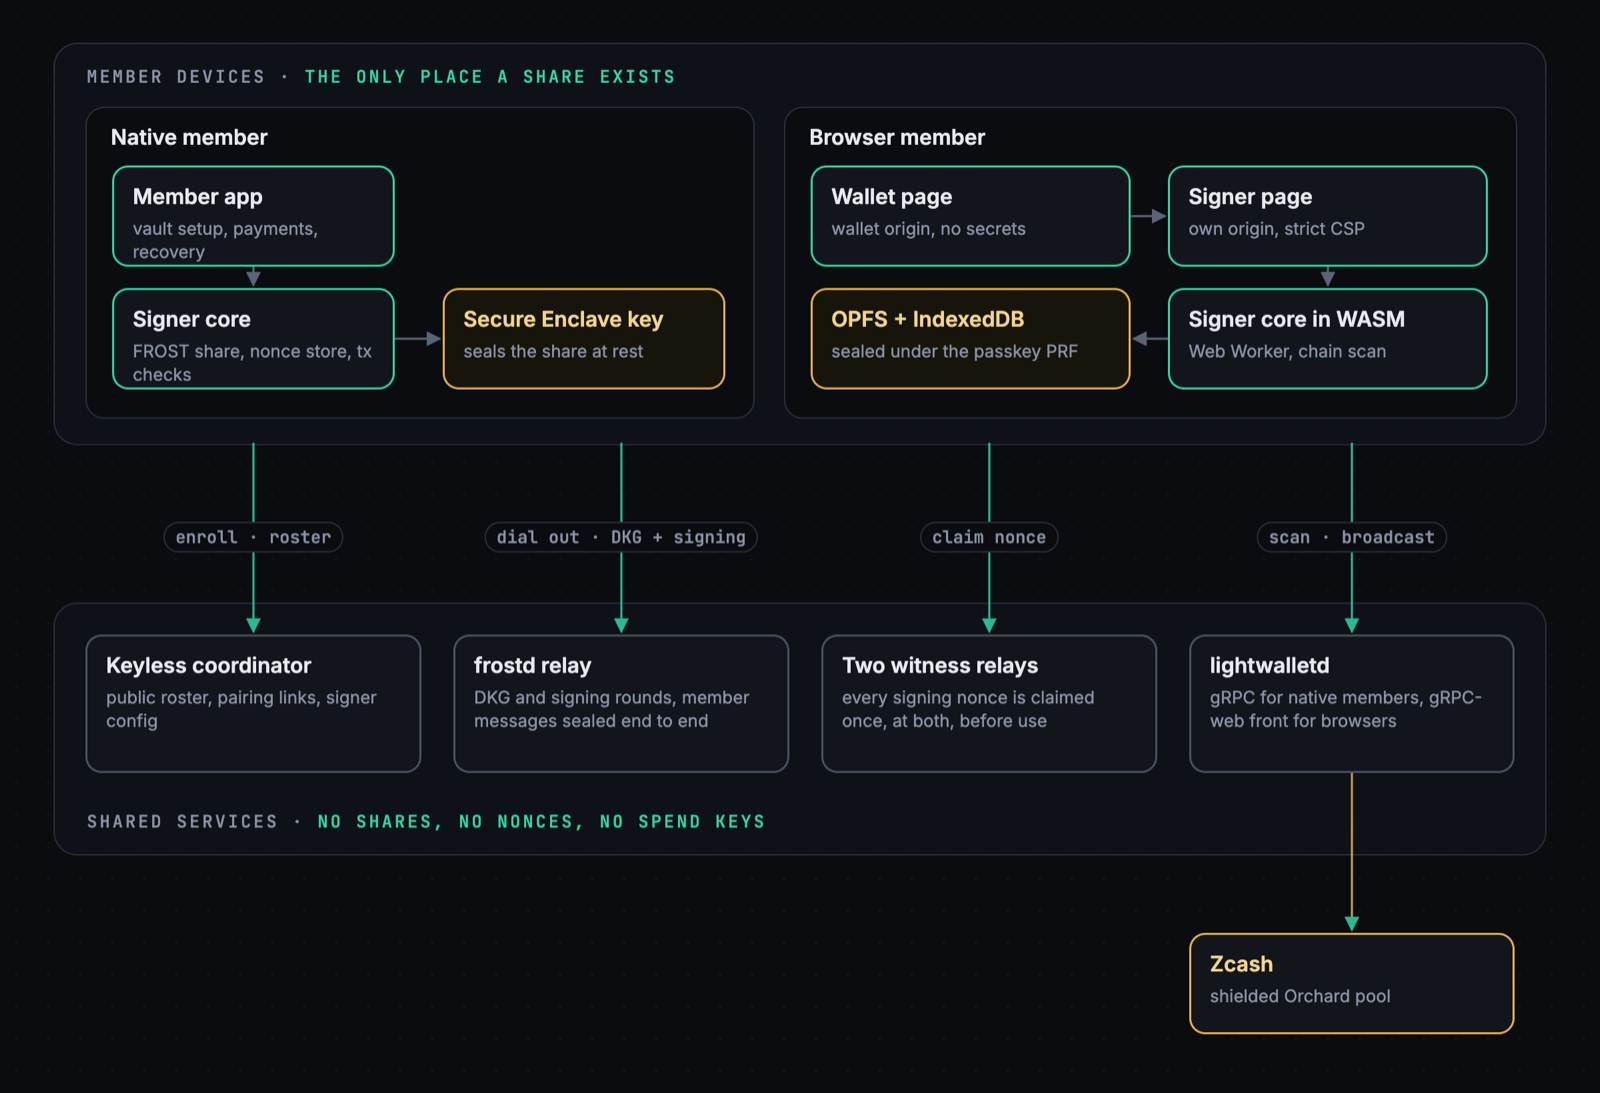 MEMBER DEVICES · THE ONLY PLACE A SHARE EXISTS
Native member
Member app
vault setup, payments,
recovery
Signer core
FROST share, nonce store, tx
checks
Secure Enclave key
seals the share at rest
Browser member
Wallet page
wallet origin, no secrets
Signer page
own origin, strict CSP
OPFS + IndexedDB
sealed under the passkey PRF
Signer core in WASM
Web Worker, chain scan
enroll · roster
dial out · DKG + signing
claim nonce
scan · broadcast
Keyless coordinator
public roster, pairing links, signer
config
frostd relay
DKG and signing rounds, member
messages sealed end to end
Two witness relays
every signing nonce is claimed
once, at both, before use
lightwalletd
gRPC for native members, gRPC-
web front for browsers
SHARED SERVICES · NO SHARES, NO NONCES, NO SPEND KEYS
Zcash
shielded Orchard pool